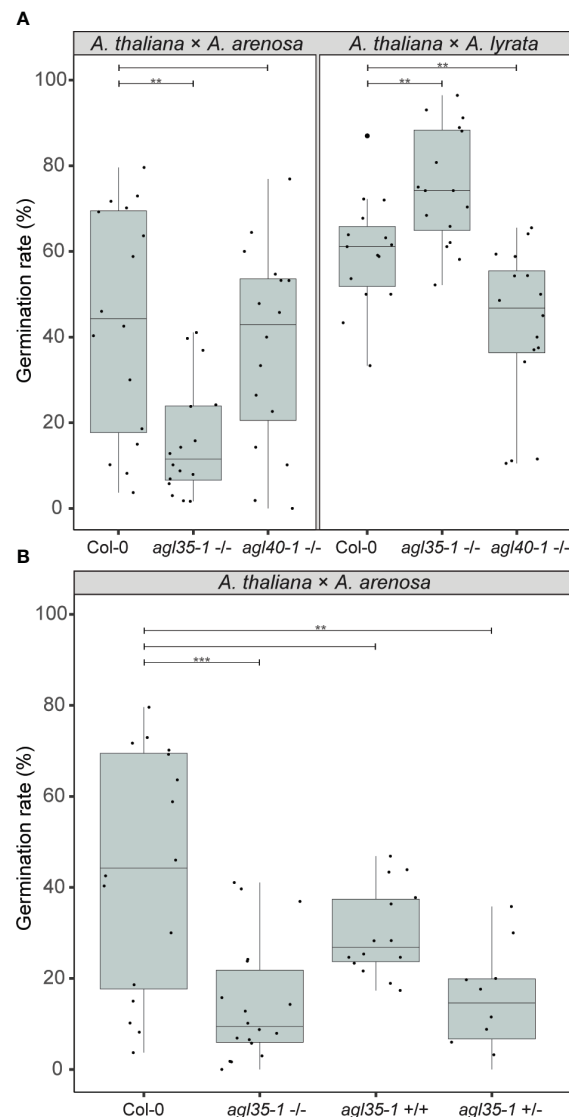 A
A. thaliana × A. arenosa
A. thaliana × A. lyrata
100
80
60
40
20
0
Germination rate (%)
**
**
**
Col-0
agl35-1 -/-
agl40-1 -/-
Col-0
agl35-1 -/-
agl40-1 -/-
B
A. thaliana × A. arenosa
100
80
60
40
20
0
Germination rate (%)
**
***
Col-0
agl35-1 -/-
agl35-1 +/+
agl35-1 +/-